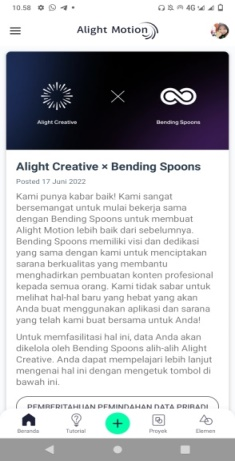 10.58
4G
Alight Motion
Alight Creative
Bending Spoons
Alight Creative × Bending Spoons
Posted 17 Juni 2022
Kami punya kabar baik! Kami sangat
bersemangat untuk mulai bekerja sama
dengan Bending Spoons untuk membuat
Alight Motion lebih baik dari sebelumnya.
Bending Spoons memiliki visi dan dedikasi
yang sama dengan kami untuk menciptakan
sarana berkualitas yang membantu
menghadirkan pembuatan konten profesional
kepada semua orang. Kami tidak sabar untuk
melihat hal-hal baru yang hebat yang akan
Anda buat menggunakan aplikasi dan sarana
yang telah kami buat bersama untuk Anda!
Untuk memfasilitasi hal ini, data Anda akan
dikelola oleh Bending Spoons alih-alih Alight
Creative. Anda dapat mempelajari lebih lanjut
mengenai hal ini dengan mengetuk tombol di
bawah ini.
PEMBERITAHUAN PEMINDAHAN DATA PRIBADI
Beranda
Tutorial
Proyek
Elemen